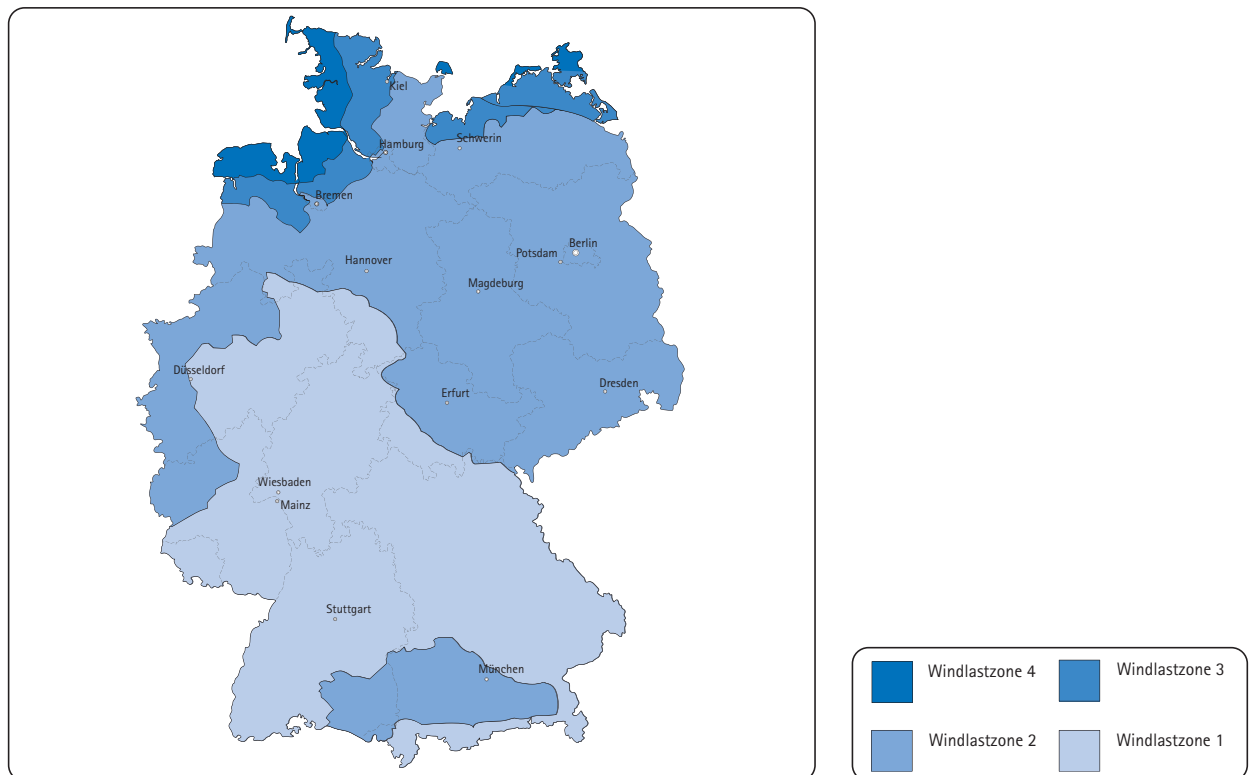 Kiel
Schwerin
Hamburg
Bremen
Berlin
Potsdam
Hannover
Magdeburg
Düsseldorf
Dresden
Erfurt
Wiesbaden
Mainz
Stuttgart
München
Windlastzone 4
Windlastzone 3
Windlastzone 2
Windlastzone 1